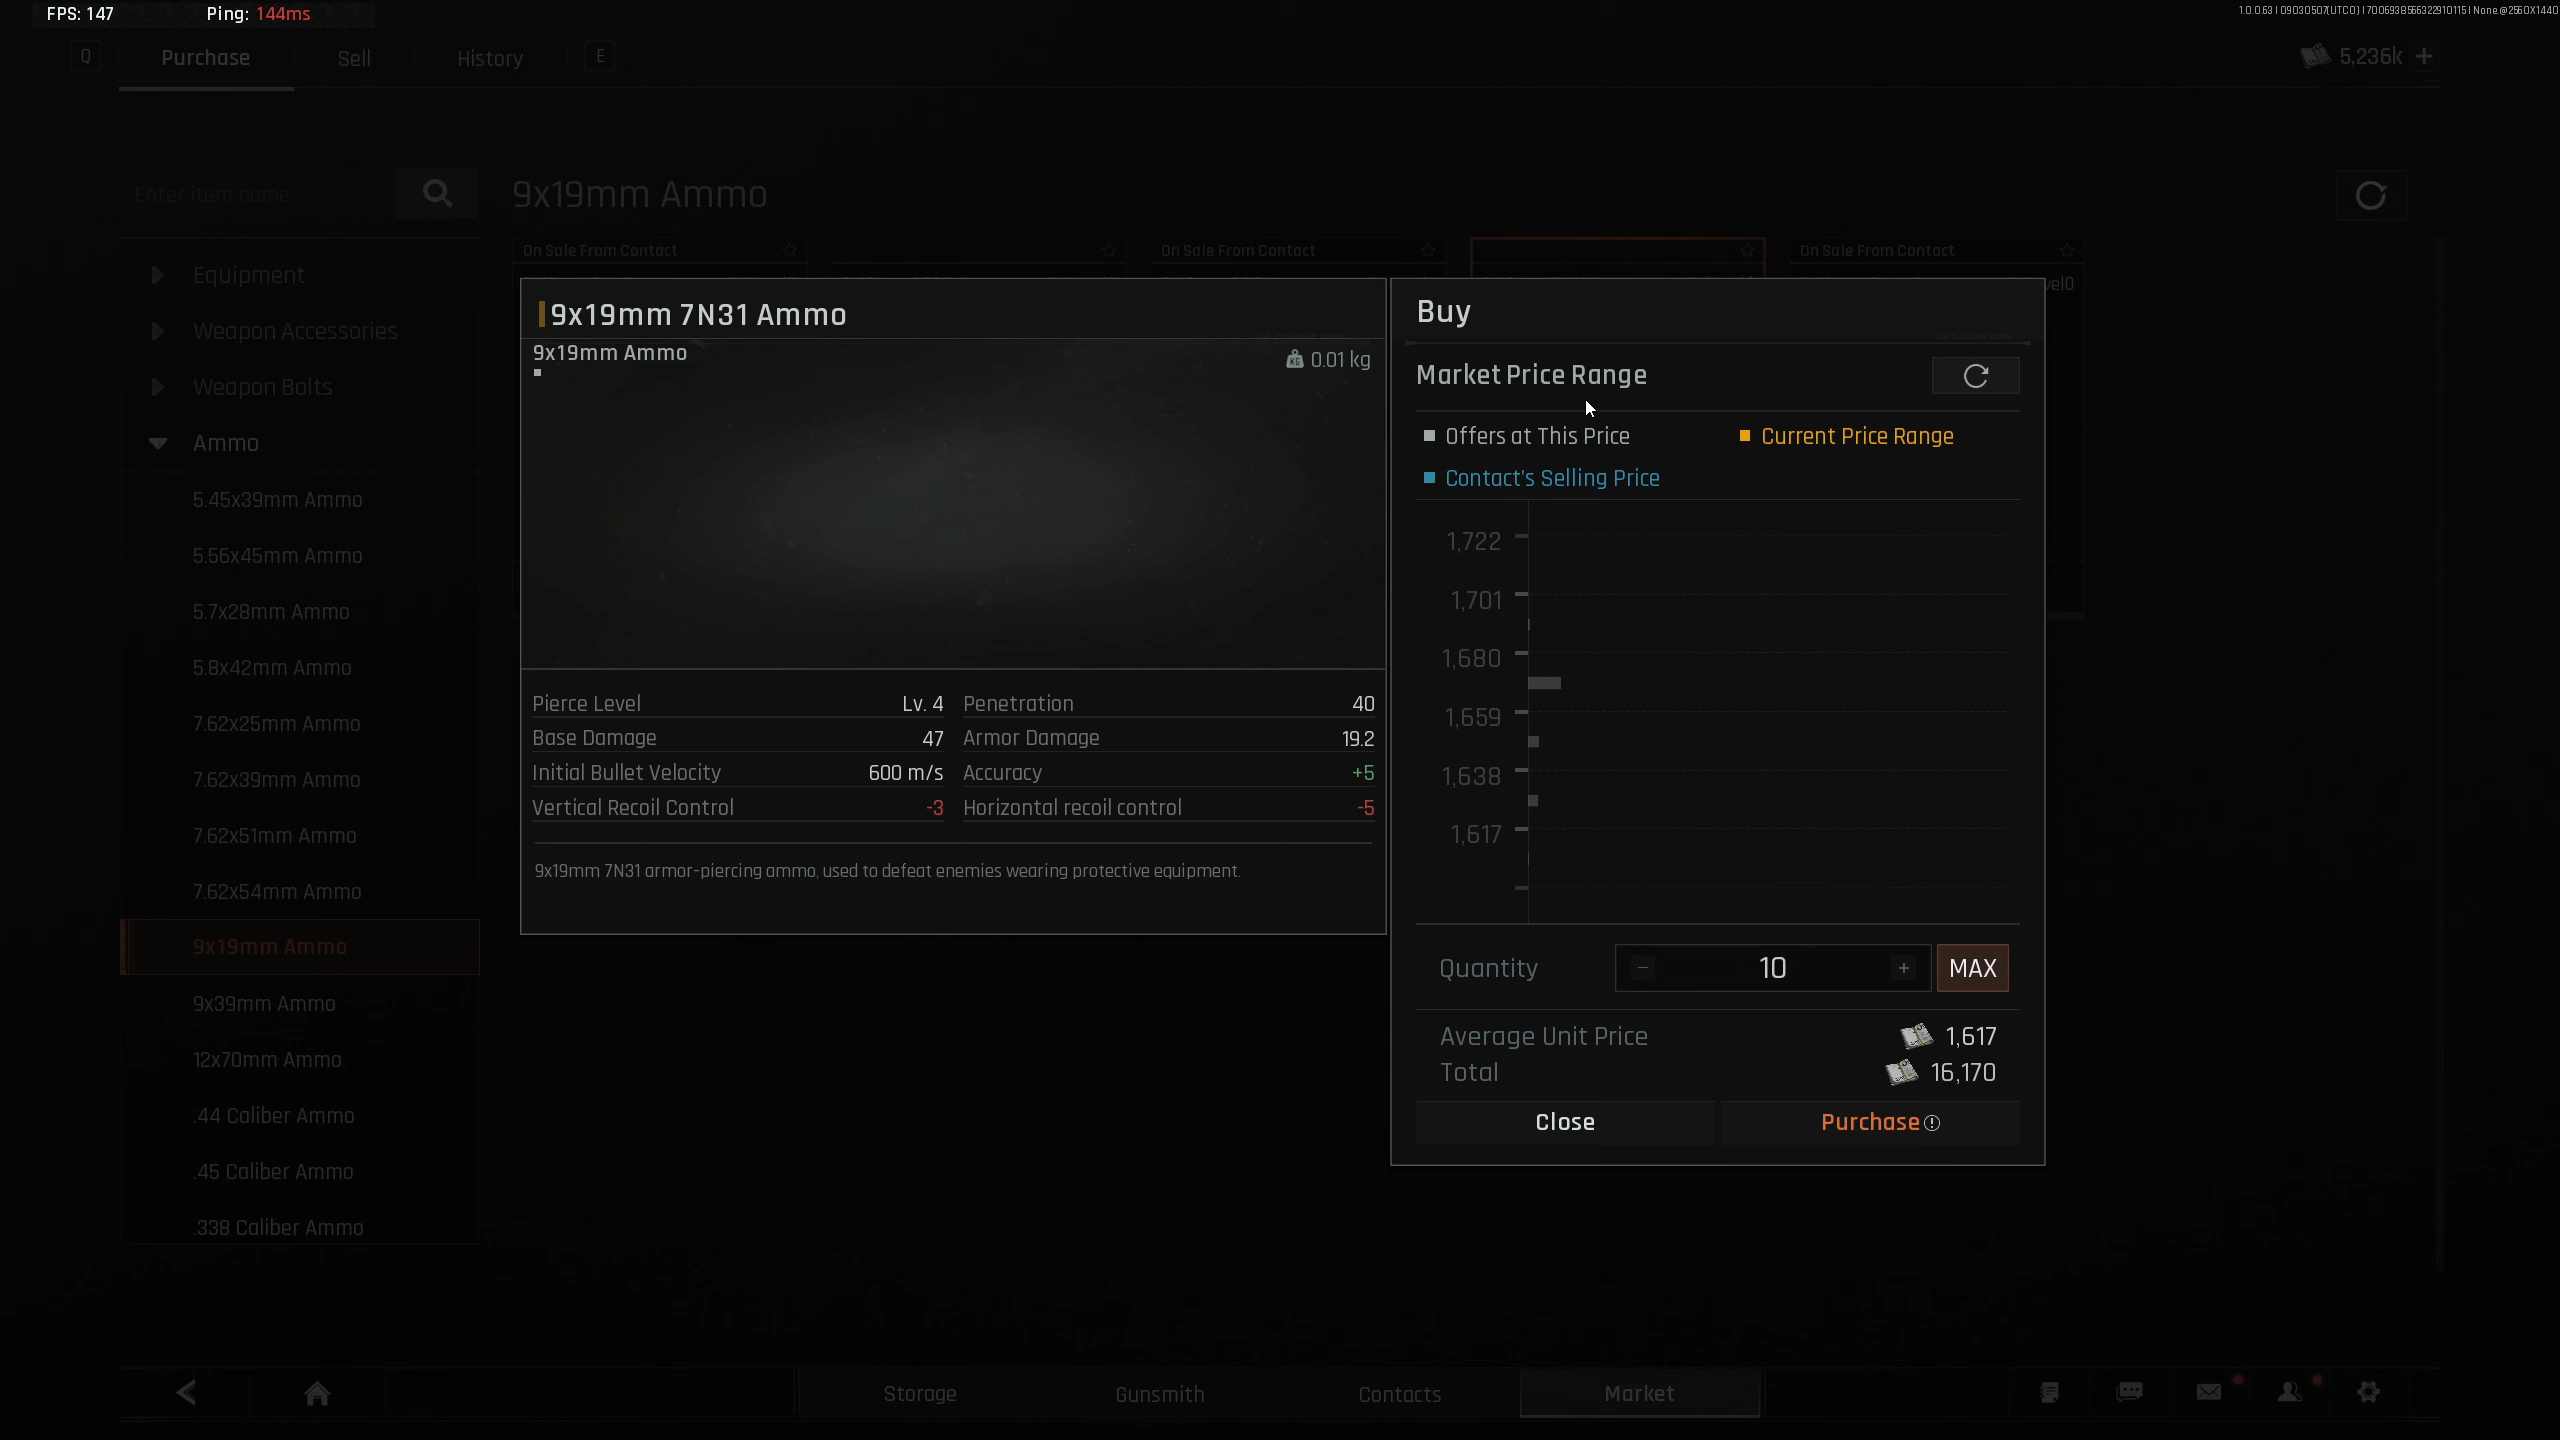 FPS: 147 Ping: 144ms
Q Purchase Sell History E
5,236k +
Enter item name
9x19mm Ammo
Equipment
Weapon Accessories
Weapon Bolts
Ammo
5.45x39mm Ammo
5.56x45mm Ammo
5.7x28mm Ammo
5.8x42mm Ammo
7.62x25mm Ammo
7.62x39mm Ammo
7.62x51mm Ammo
7.62x54mm Ammo
9x19mm Ammo
9x39mm Ammo
12x70mm Ammo
.44 Caliber Ammo
.45 Caliber Ammo
.338 Caliber Ammo
On Sale From Contact
On Sale From Contact
On Sale From Contact
9x19mm 7N31 Ammo
9x19mm Ammo
KG 0.01 kg
Pierce Level Lv. 4 Penetration 40
Base Damage 47 Armor Damage 19.2
Initial Bullet Velocity 600 m/s Accuracy +5
Vertical Recoil Control -3 Horizontal recoil control -5
9x19mm 7N31 armor-piercing ammo, used to defeat enemies wearing protective equipment.
Buy
Market Price Range
Offers at This Price Current Price Range
Contact's Selling Price
1,722
1,701
1,680
1,659
1,638
1,617
Quantity - 10 + MAX
Average Unit Price 1,617
Total 16,170
Close Purchase
Storage Gunsmith Contacts Market